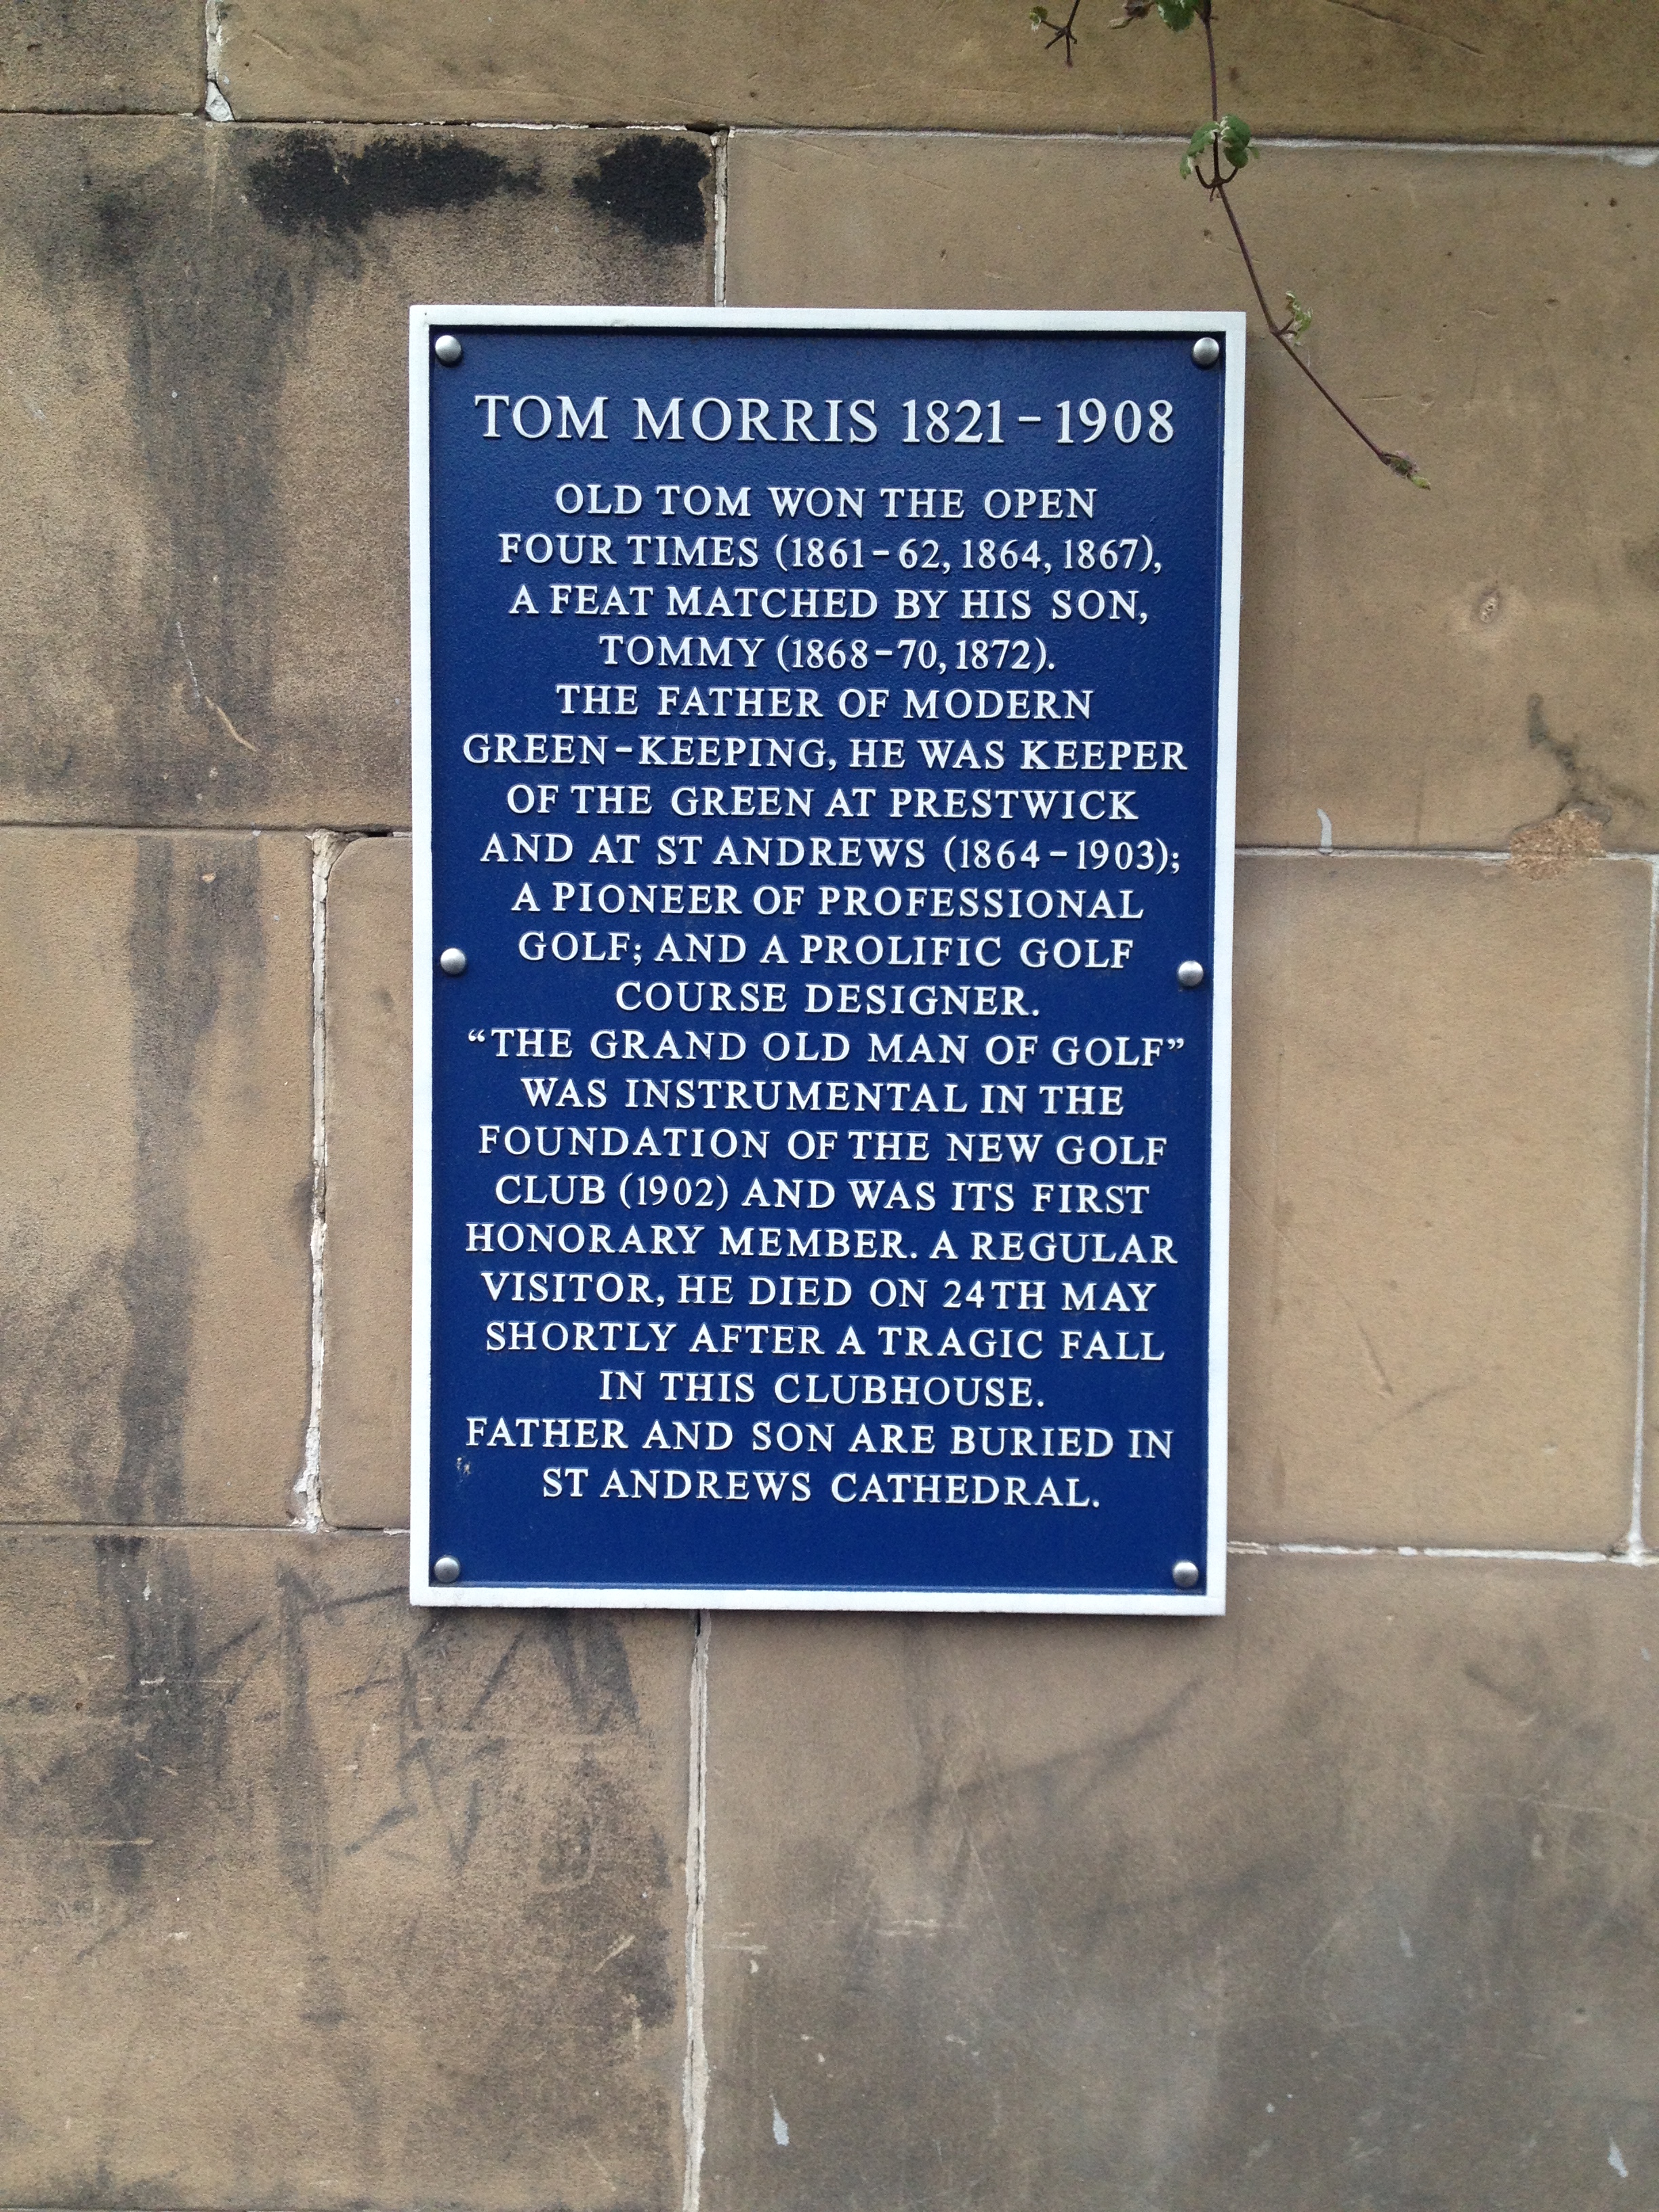 TOM MORRIS 1821 – 1908
OLD TOM WON THE OPEN
FOUR TIMES (1861 – 62, 1864, 1867),
A FEAT MATCHED BY HIS SON,
TOMMY (1868 – 70, 1872).
THE FATHER OF MODERN
GREEN – KEEPING, HE WAS KEEPER
OF THE GREEN AT PRESTWICK
AND AT ST ANDREWS (1864 – 1903);
A PIONEER OF PROFESSIONAL
GOLF; AND A PROLIFIC GOLF
COURSE DESIGNER.
“THE GRAND OLD MAN OF GOLF”
WAS INSTRUMENTAL IN THE
FOUNDATION OF THE NEW GOLF
CLUB (1902) AND WAS ITS FIRST
HONORARY MEMBER. A REGULAR
VISITOR, HE DIED ON 24TH MAY
SHORTLY AFTER A TRAGIC FALL
IN THIS CLUBHOUSE.
FATHER AND SON ARE BURIED IN
ST ANDREWS CATHEDRAL.